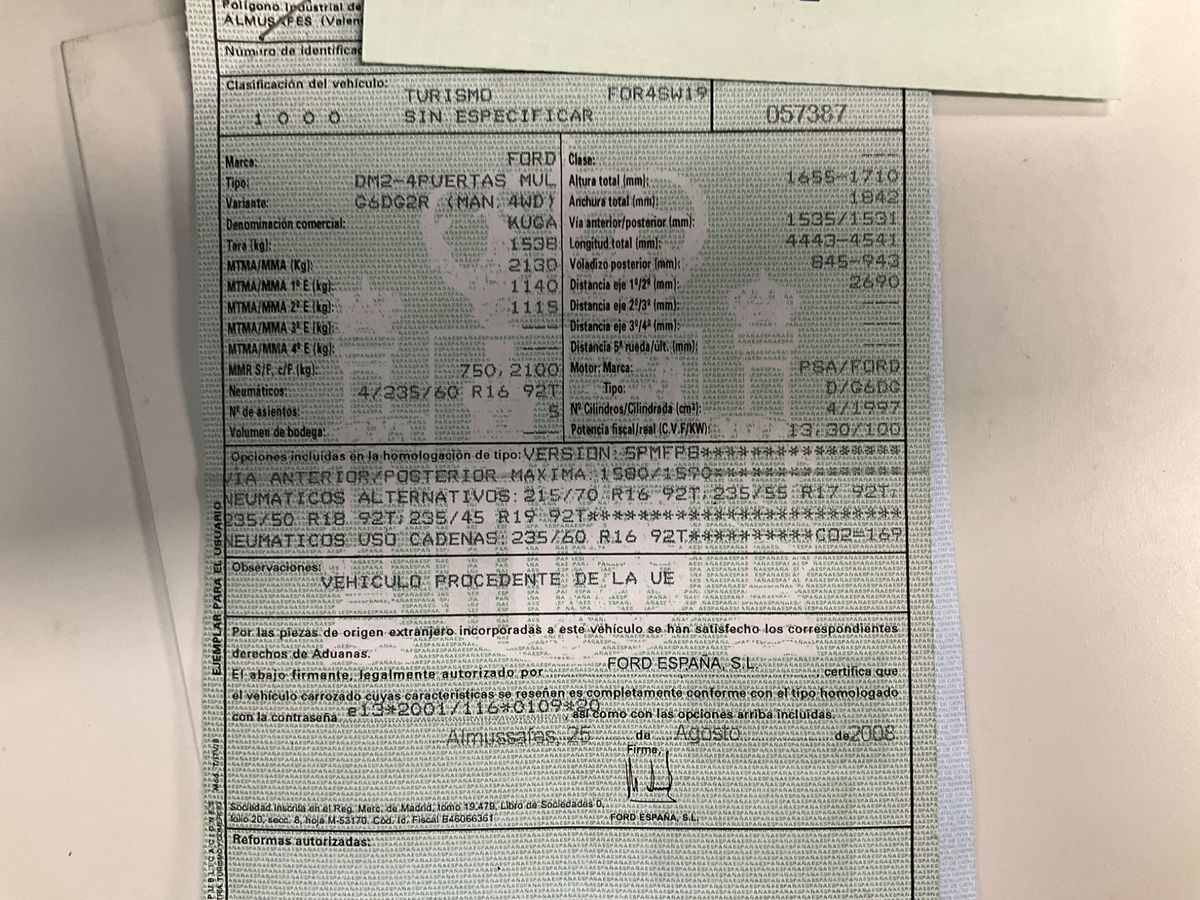 Polígono Industrial de
ALMUSAFES (Valen
Número de identifica
Clasificación del vehículo:
TURISMO FOR4SW19
1 0 0 0 SIN ESPECIFICAR 057387
Marca: FORD
Tipo: DM2-4PUERTAS MUL
Variante: G6DG2R (MAN. 4WD)
Denominación comercial: KUGA
Tara (kg): 1538
MTMA/MMA (Kg): 2130
MTMA/MMA 1º E (kg): 1140
MTMA/MMA 2º E (kg): 1115
MTMA/MMA 3º E (kg): ----
MTMA/MMA 4º E (kg): ----
MMR S/F, c/F (kg): 750, 2100
Neumáticos: 4/235/60 R16 92T
Nº de asientos: 5
Volumen de bodega: ----
Clase: ----
Altura total (mm): 1655-1710
Anchura total (mm): 1842
Vía anterior/posterior (mm): 1535/1531
Longitud total (mm): 4443-4541
Voladizo posterior (mm): 845-943
Distancia eje 1º/2º (mm): 2690
Distancia eje 2º/3º (mm): ----
Distancia eje 3º/4º (mm): ----
Distancia 5ª rueda/últ. (mm): ----
Motor: Marca: PSA/FORD
Tipo: D/G6DG
Nº Cilindros/Cilindrada (cm³): 4/1997
Potencia fiscal/real (C.V.F/KW): 13,30/100
Opciones incluidas en la homologación de tipo: VERSION: 5PMFP8********************
VIA ANTERIOR/POSTERIOR MAXIMA:1580/1590******************
NEUMATICOS ALTERNATIVOS: 215/70 R16 92T;235/55 R17 92T;
235/50 R18 92T;235/45 R19 92T******************************
NEUMATICOS USO CADENAS:235/60 R16 92T************CO2=169
Observaciones:
VEHICULO PROCEDENTE DE LA UE
Por las piezas de origen extranjero incorporadas a este vehículo se han satisfecho los correspondientes
derechos de Aduanas.
El abajo firmante, legalmente autorizado por FORD ESPAÑA, S.L. certifica que
el vehículo carrozado cuyas características se reseñan es completamente conforme con el tipo homologado
con la contraseña e13*2001/116*0109*20, así como con las opciones arriba incluidas.
Almussafes, 25 de Agosto de 2008
Firma,
Sociedad inscrita en el Reg. Merc. de Madrid, tomo 19.479, Libro de Sociedades 0,
folio 20, secc. 8, hoja M-53170. Cód. Id. Fiscal B46066361
FORD ESPAÑA, S.L.
Reformas autorizadas:
EJEMPLAR PARA EL USUARIO